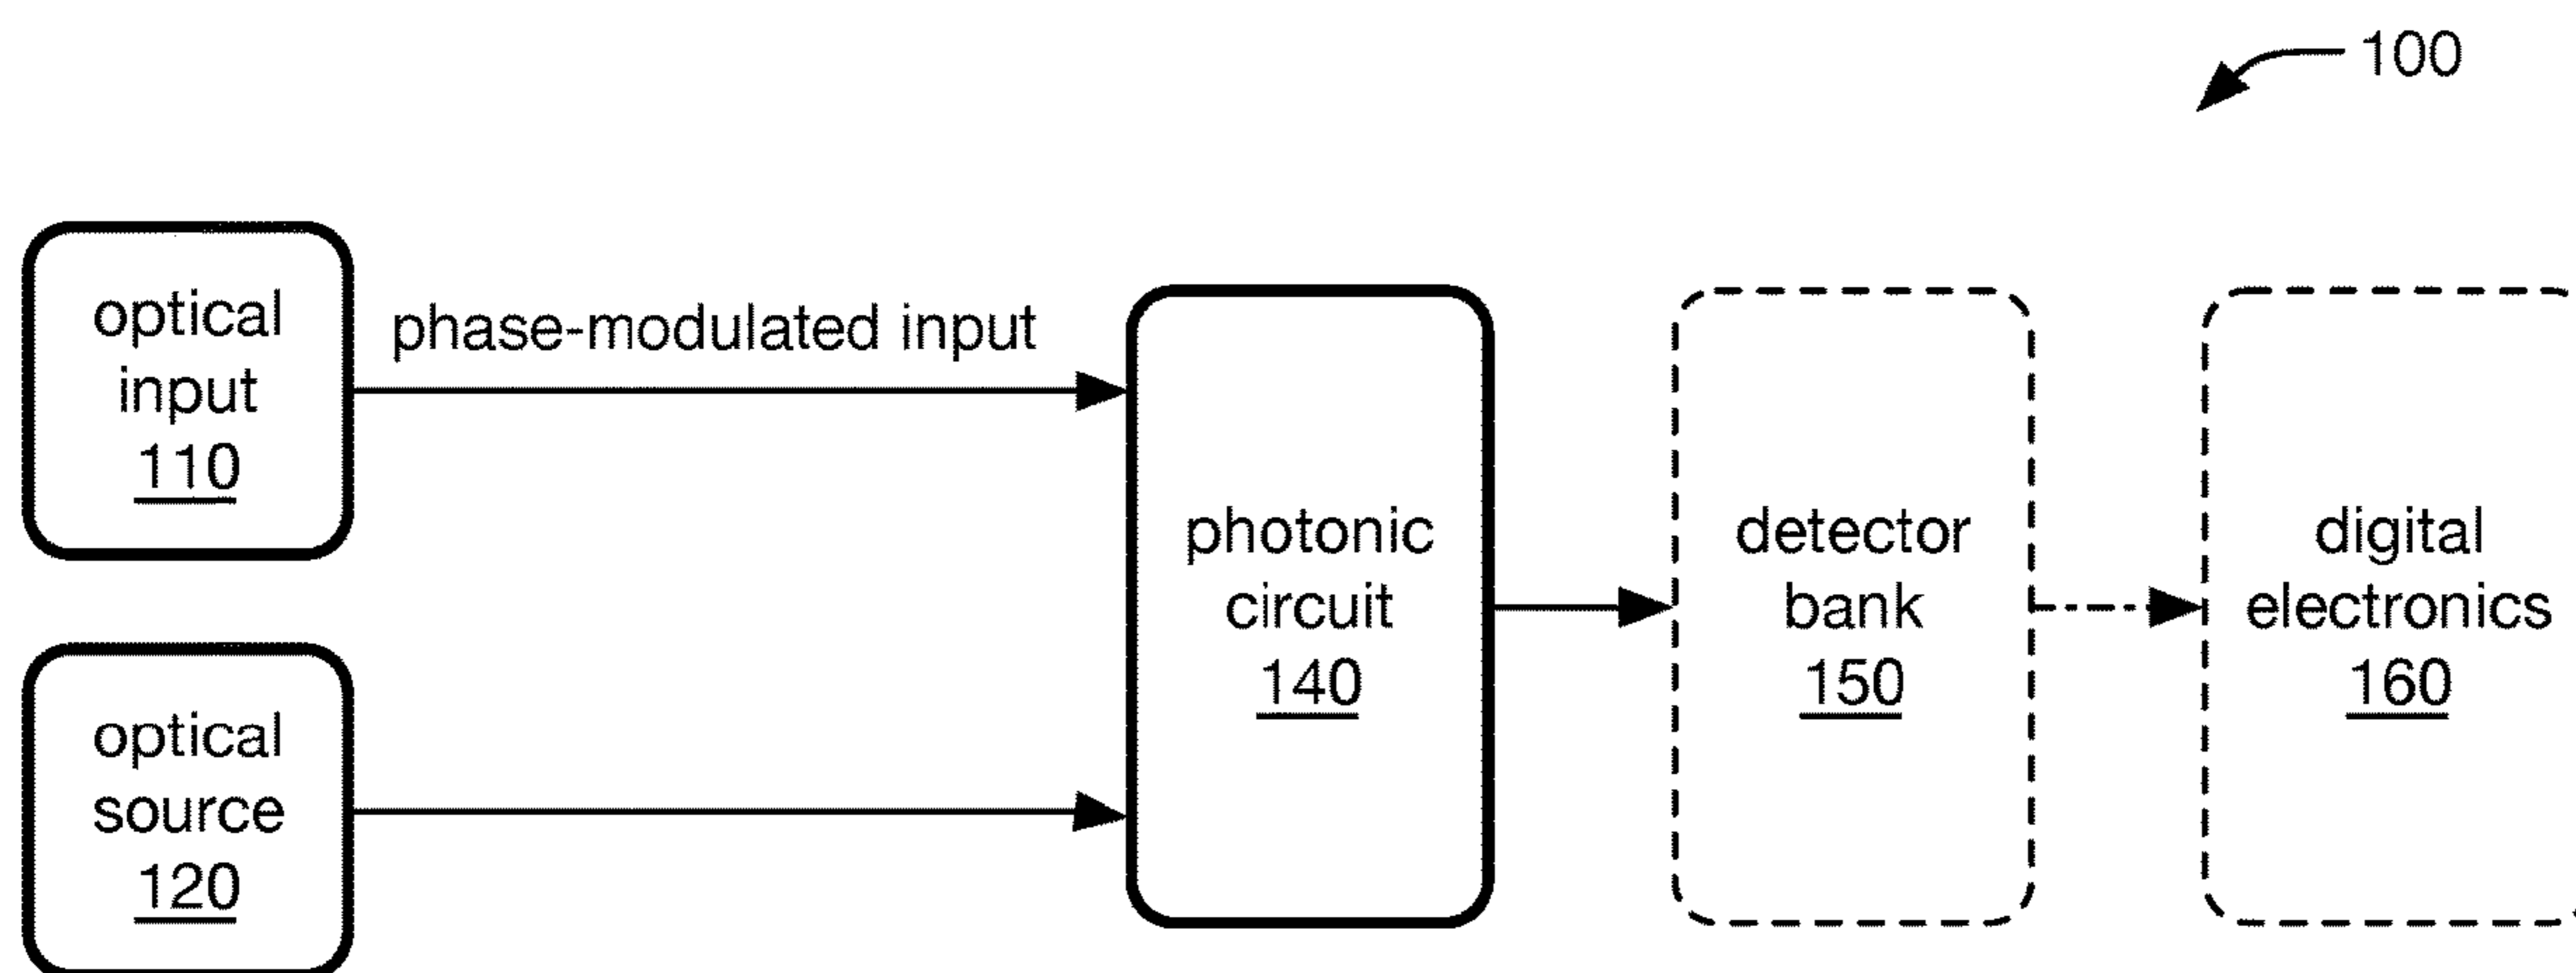 100
optical
input
110
phase-modulated input
optical
source
120
photonic
circuit
140
detector
bank
150
digital
electronics
160